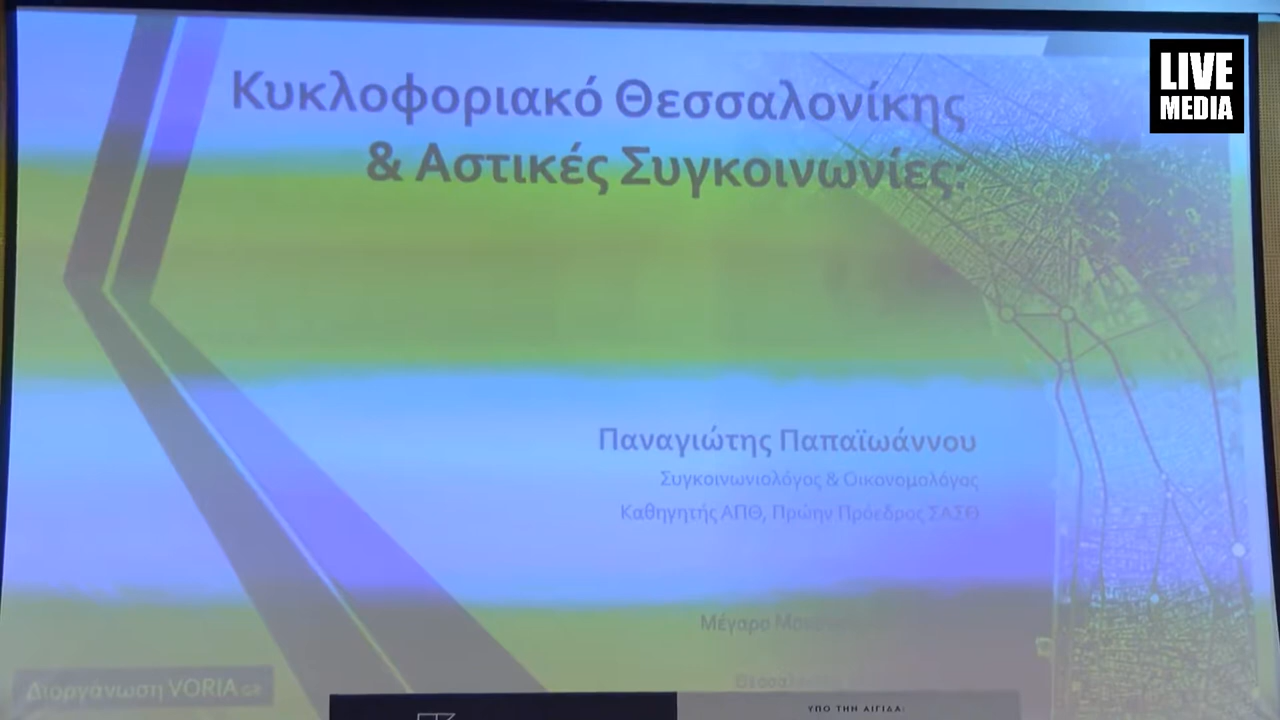 LIVE
MEDIA
Κυκλοφοριακό Θεσσαλονίκης
& Αστικές Συγκοινωνίες:
Παναγιώτης Παπαϊωάννου
Συγκοινωνιολόγος & Οικονομολόγος
Καθηγητής ΑΠΘ, Πρώην Πρόεδρος ΣΑΣΘ
Μέγαρο
Διοργάνωση VORIA.GR
ΥΠΟ ΤΗΝ ΑΙΓΙΔΑ: